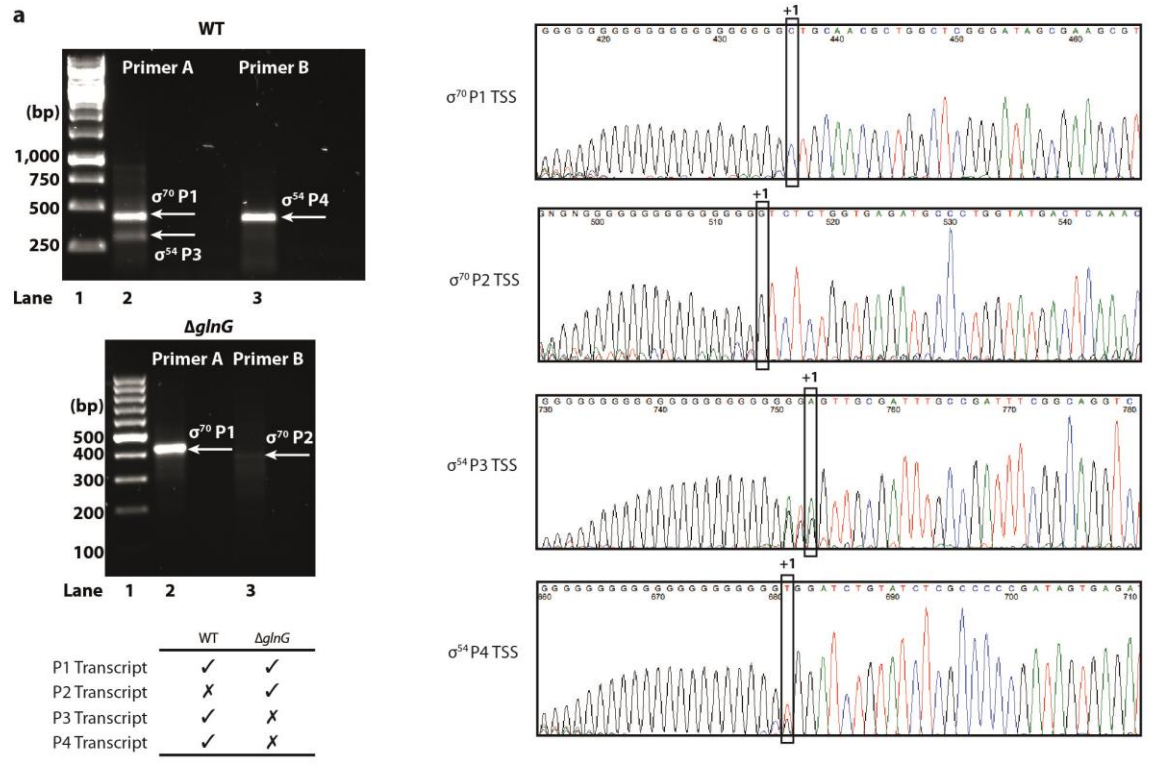 a
WT
Primer A Primer B
(bp)
1,000
750
500
250
σ⁷⁰ P1
σ⁵⁴ P3
σ⁵⁴ P4
Lane 1 2 3
ΔglnG
Primer A Primer B
(bp)
500
400
300
200
100
σ⁷⁰ P1
σ⁷⁰ P2
Lane 1 2 3
WT ΔglnG
P1 Transcript ✓ ✓
P2 Transcript ✗ ✓
P3 Transcript ✓ ✗
P4 Transcript ✓ ✗
+1
GGGGGGGGGGGGGGGGGGGGGCTGCAACGCTGGCTCGGGATAGCGAAGCGT
420 430 440 450 460
σ⁷⁰ P1 TSS
+1
GNGNGGGGGGGGGGGGGGGTCTCTGGTGAGATGCCCTGGTATGACTCAAAC
500 510 520 530 540
σ⁷⁰ P2 TSS
+1
GGGGGGGGGGGGGGGGGGGGGGGAGTTGCGATTTGCCGATTTCGGCAGGTC
730 740 750 760 770 780
σ⁵⁴ P3 TSS
+1
GGGGGGGGGGGGGGGGGGGGGTGGATCTGTATCTCGCCCCCGATAGTGAGA
660 670 680 690 700 710
σ⁵⁴ P4 TSS